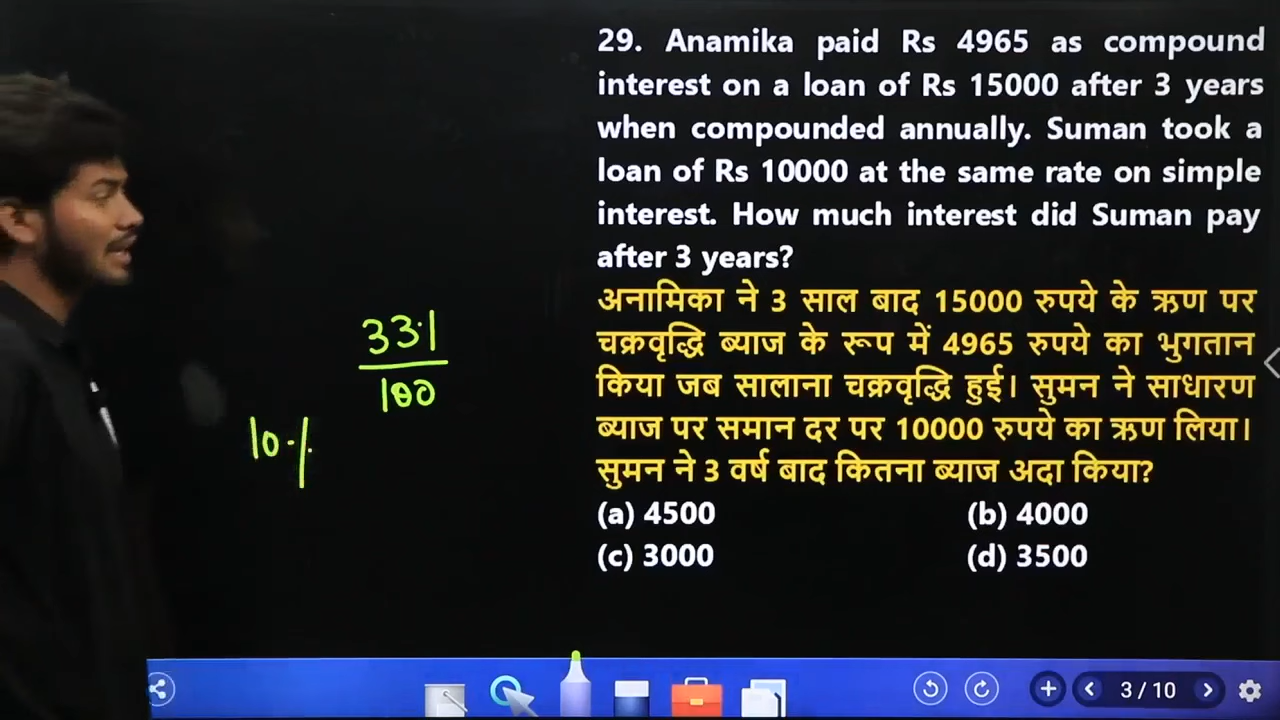 29. Anamika paid Rs 4965 as compound
interest on a loan of Rs 15000 after 3 years
when compounded annually. Suman took a
loan of Rs 10000 at the same rate on simple
interest. How much interest did Suman pay
after 3 years?
अनामिका ने 3 साल बाद 15000 रुपये के ऋण पर
चक्रवृद्धि ब्याज के रूप में 4965 रुपये का भुगतान
किया जब सालाना चक्रवृद्धि हुई। सुमन ने साधारण
ब्याज पर समान दर पर 10000 रुपये का ऋण लिया।
सुमन ने 3 वर्ष बाद कितना ब्याज अदा किया?
(a) 4500 (b) 4000
(c) 3000 (d) 3500
33.1
100
10%
3 / 10